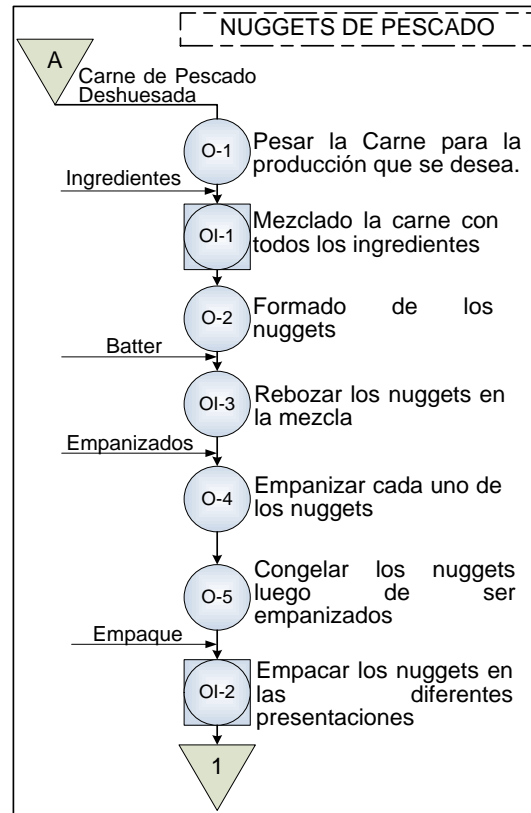 NUGGETS DE PESCADO
A
Carne de Pescado
Deshuesada
O-1
Pesar la Carne para la
producción que se desea.
Ingredientes
OI-1
Mezclado la carne con
todos los ingredientes
O-2
Formado de los
nuggets
Batter
OI-3
Rebozar los nuggets en
la mezcla
Empanizados
O-4
Empanizar cada uno de
los nuggets
O-5
Congelar los nuggets
luego de ser
empanizados
Empaque
OI-2
Empacar los nuggets en
las diferentes
presentaciones
1